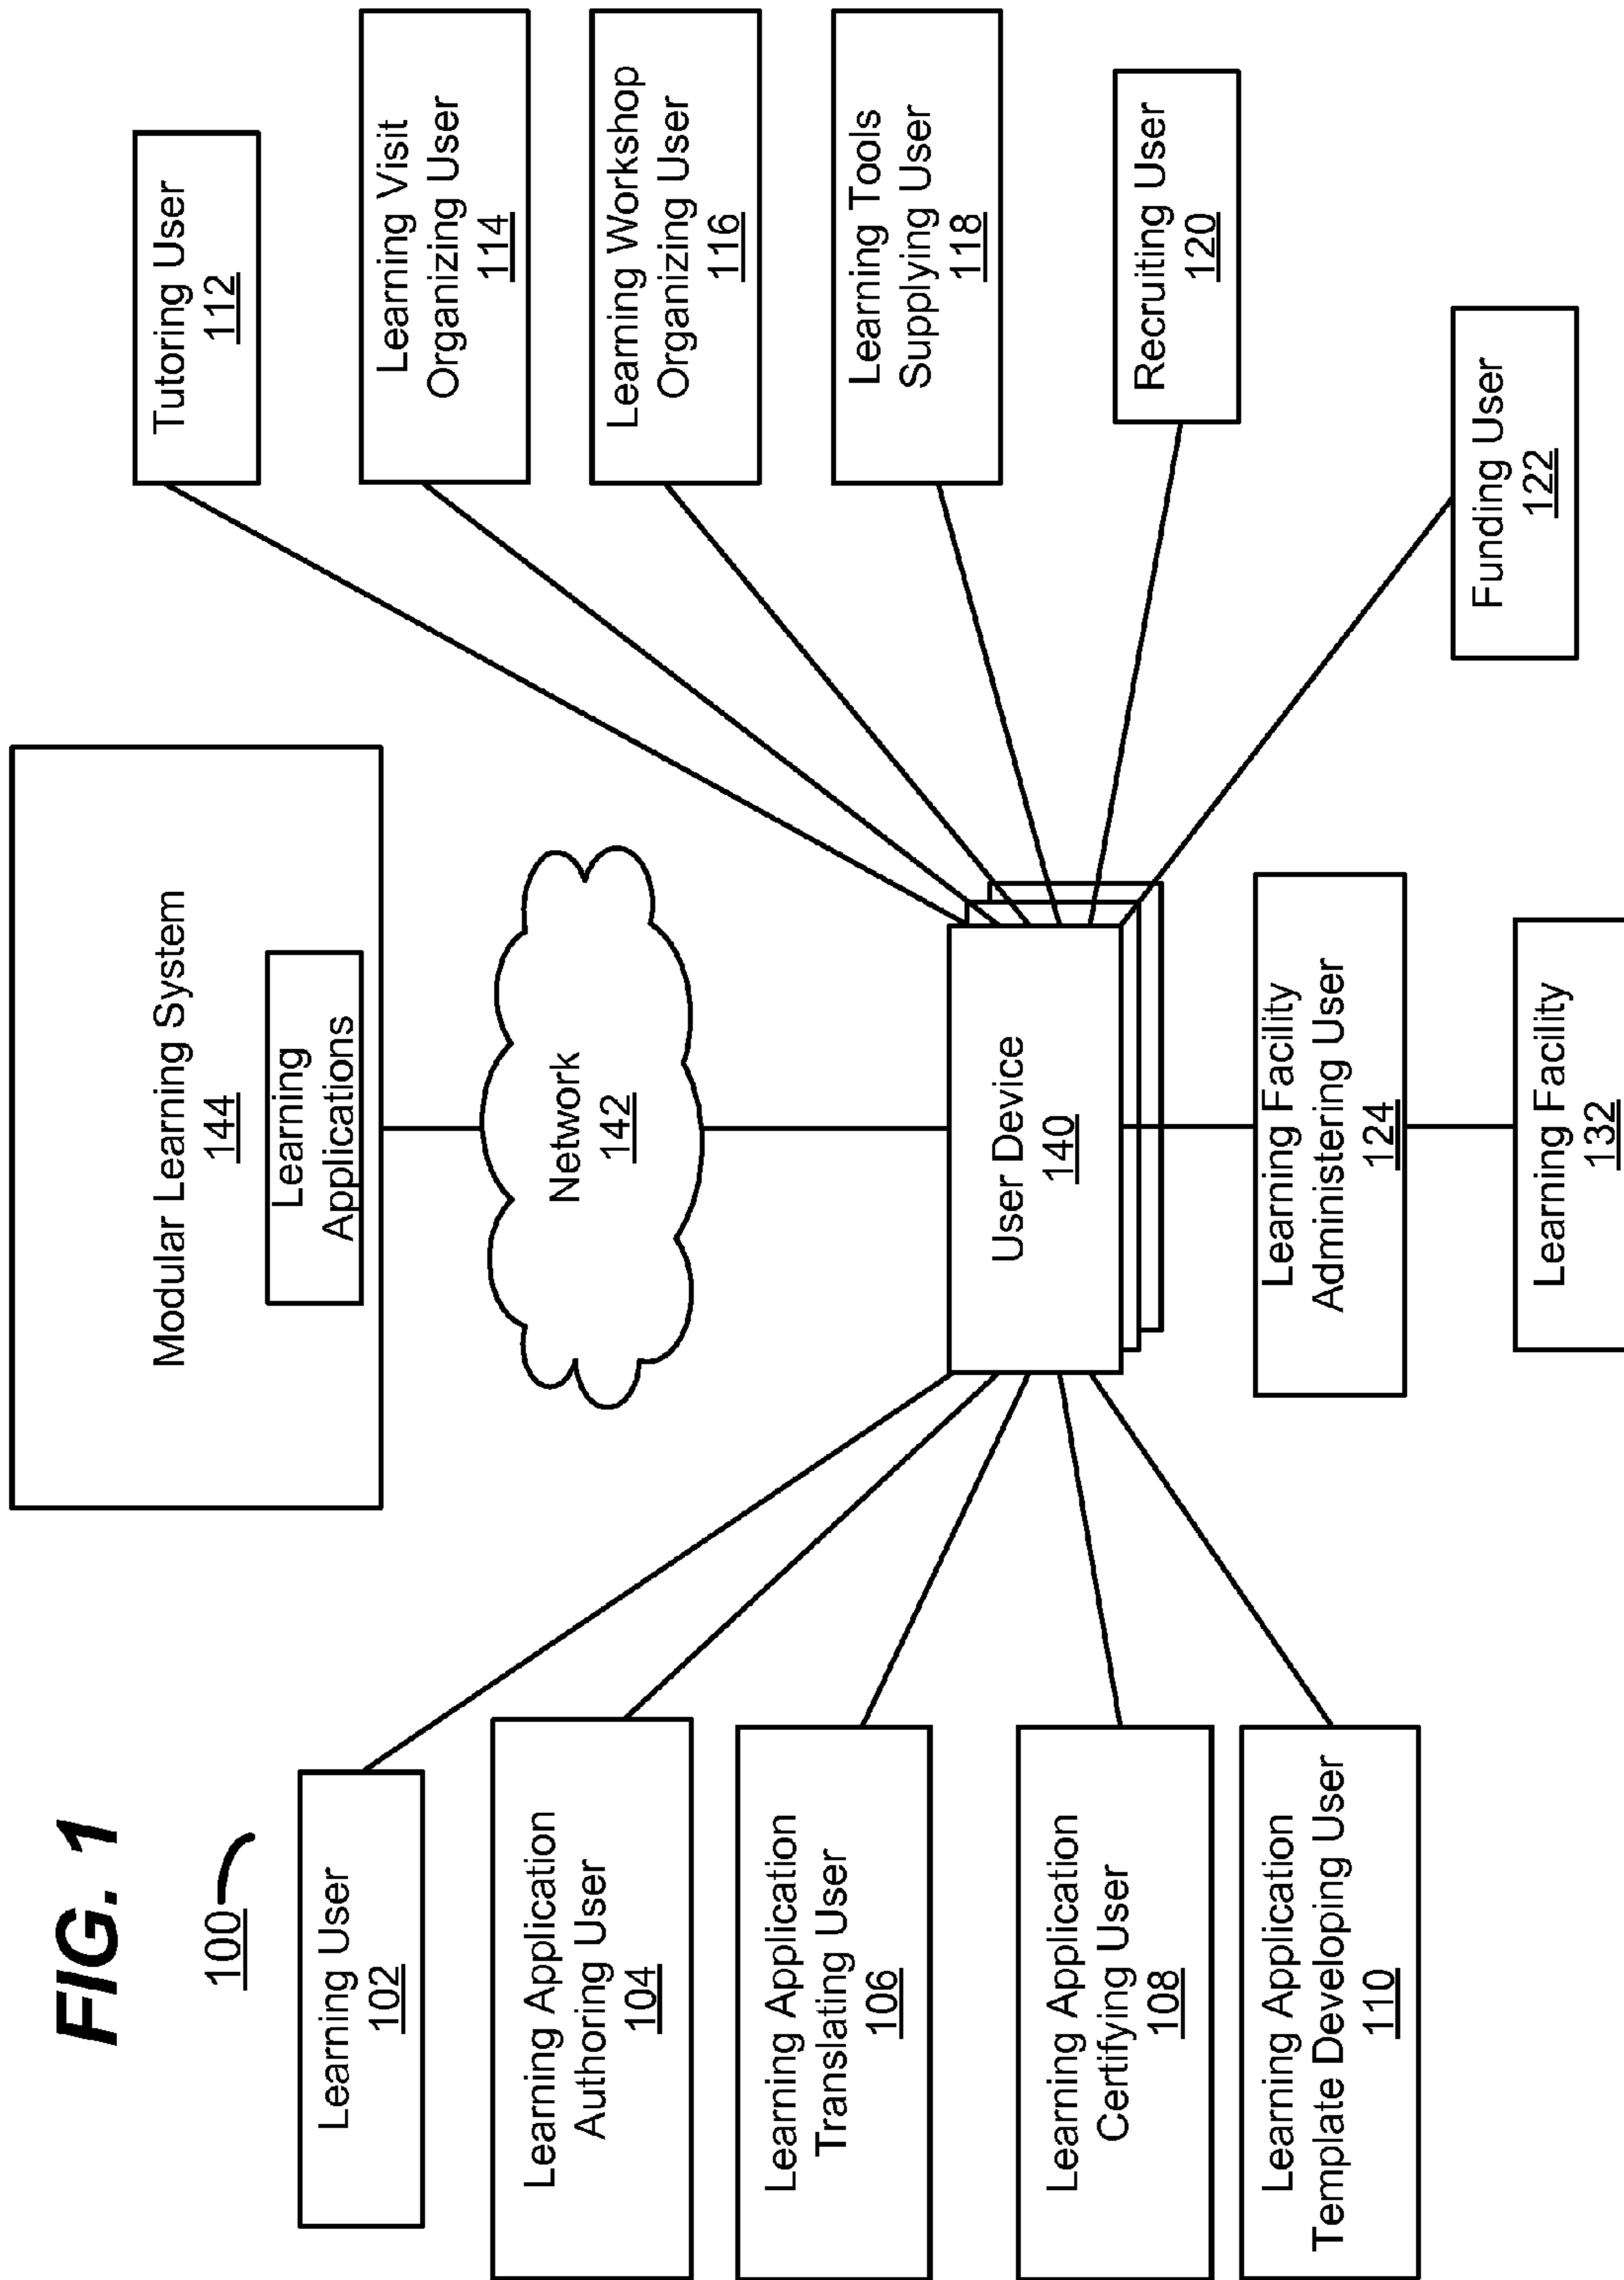 FIG. 1
100
Modular Learning System
144
Learning
Applications
Network
142
User Device
140
Learning User
102
Learning Application
Authoring User
104
Learning Application
Translating User
106
Learning Application
Certifying User
108
Learning Application
Template Developing User
110
Tutoring User
112
Learning Visit
Organizing User
114
Learning Workshop
Organizing User
116
Learning Tools
Supplying User
118
Recruiting User
120
Funding User
122
Learning Facility
Administering User
124
Learning Facility
132